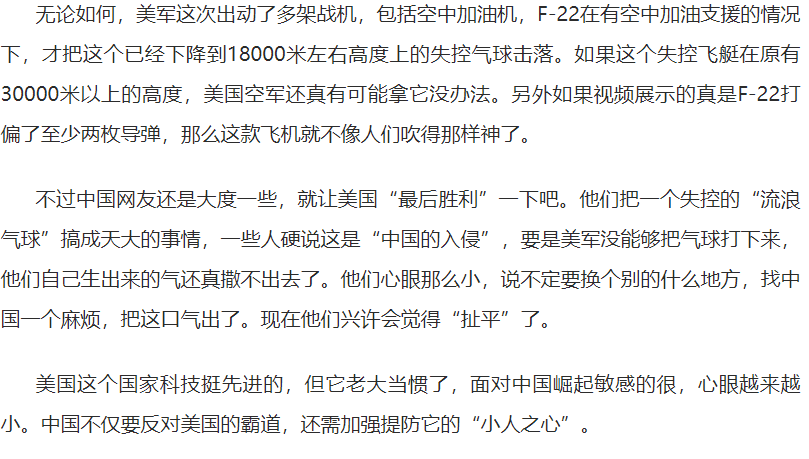 无论如何，美军这次出动了多架战机，包括空中加油机，F-22在有空中加油支援的情况
下，才把这个已经下降到18000米左右高度上的失控气球击落。如果这个失控飞艇在原有
30000米以上的高度，美国空军还真有可能拿它没办法。另外如果视频展示的真是F-22打
偏了至少两枚导弹，那么这款飞机就不像人们吹得那样神了。
不过中国网友还是大度一些，就让美国“最后胜利”一下吧。他们把一个失控的“流浪
气球”搞成天大的事情，一些人硬说这是“中国的入侵”，要是美军没能够把气球打下来，
他们自己生出来的气还真撒不出去了。他们心眼那么小，说不定要换个别的什么地方，找中
国一个麻烦，把这口气出了。现在他们兴许会觉得“扯平”了。
美国这个国家科技挺先进的，但它老大当惯了，面对中国崛起敏感的很，心眼越来越
小。中国不仅要反对美国的霸道，还需加强提防它的“小人之心”。